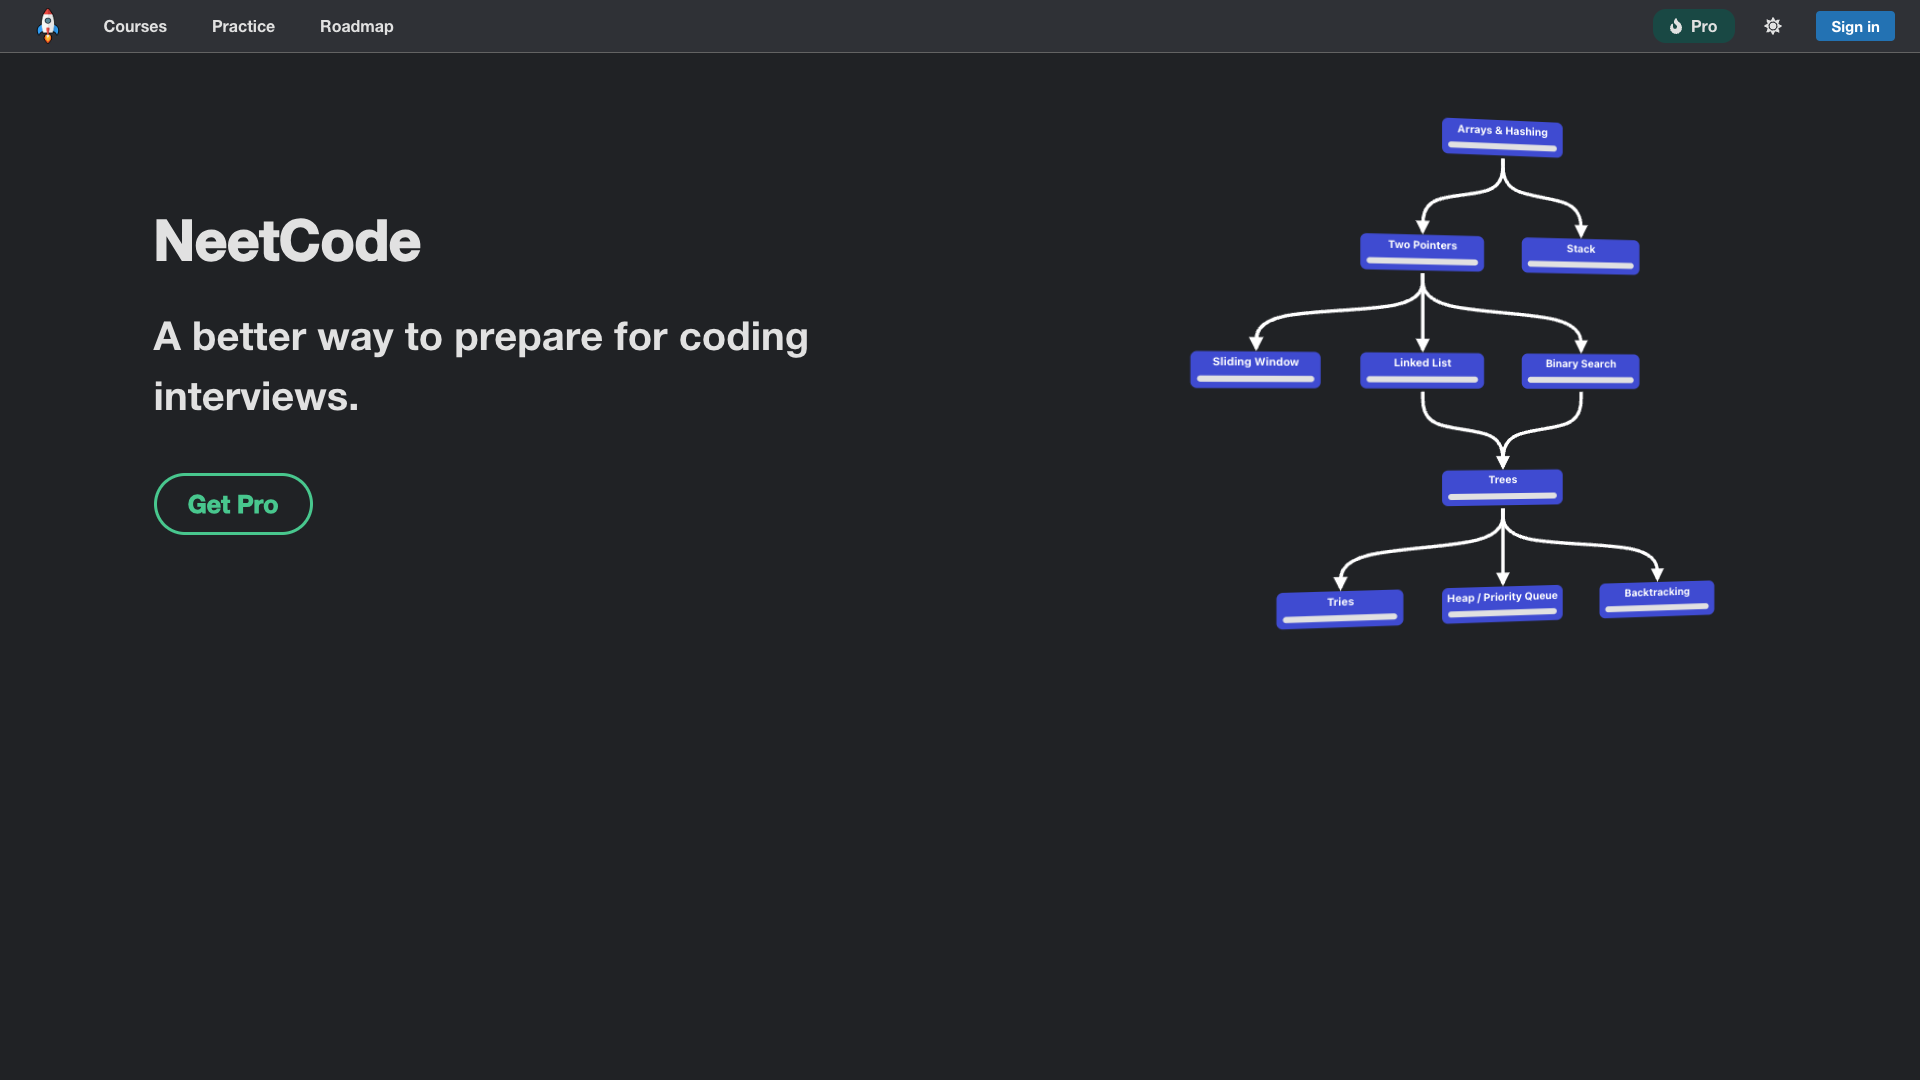 Courses
Practice
Roadmap
Pro
Sign in
NeetCode
A better way to prepare for coding
interviews.
Get Pro
Arrays & Hashing
Two Pointers
Stack
Sliding Window
Linked List
Binary Search
Trees
Tries
Heap / Priority Queue
Backtracking